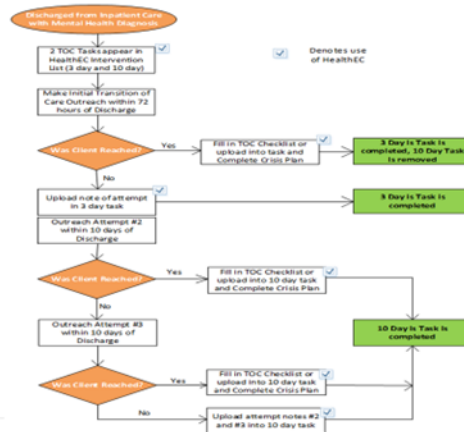 Discharged from Inpatient Care
with Mental Health Diagnosis
2 TOC Tasks appear in
HealthEC Intervention
List (3 day and 10 day)
Denotes use
of HealthEC
Make Initial Transition of
Care Outreach within 72
hours of Discharge
Was Client Reached?
Yes
Fill in TOC Checklist or
upload into task and
Complete Crisis Plan
3 Day is Task is
completed, 10 Day Task
is removed
No
Upload note of attempt
in 3 day task
3 Day is Task is
completed
Outreach Attempt #2
within 10 days of
Discharge
Was Client Reached?
Yes
Fill in TOC Checklist or
upload into 10 day task
and Complete Crisis Plan
No
Outreach Attempt #3
within 10 days of
Discharge
10 Day is Task is
completed
Was Client Reached?
Yes
Fill in TOC Checklist or
upload into 10 day task
and Complete Crisis Plan
No
Upload attempt notes #2
and #3 into 10 day task